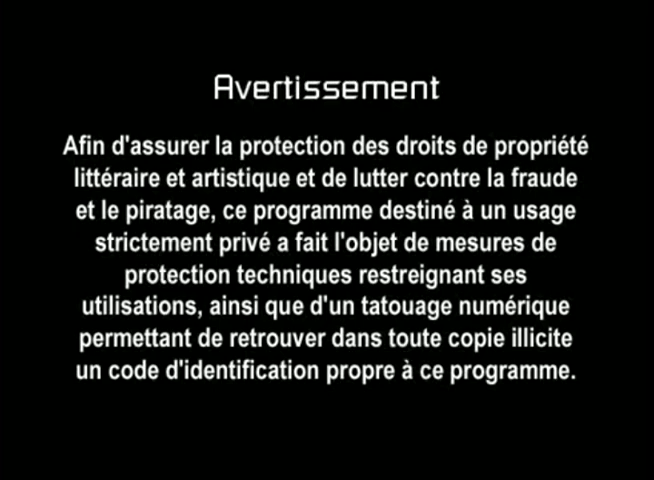 Avertissement
Afin d'assurer la protection des droits de propriété
littéraire et artistique et de lutter contre la fraude
et le piratage, ce programme destiné à un usage
strictement privé a fait l'objet de mesures de
protection techniques restreignant ses
utilisations, ainsi que d'un tatouage numérique
permettant de retrouver dans toute copie illicite
un code d'identification propre à ce programme.